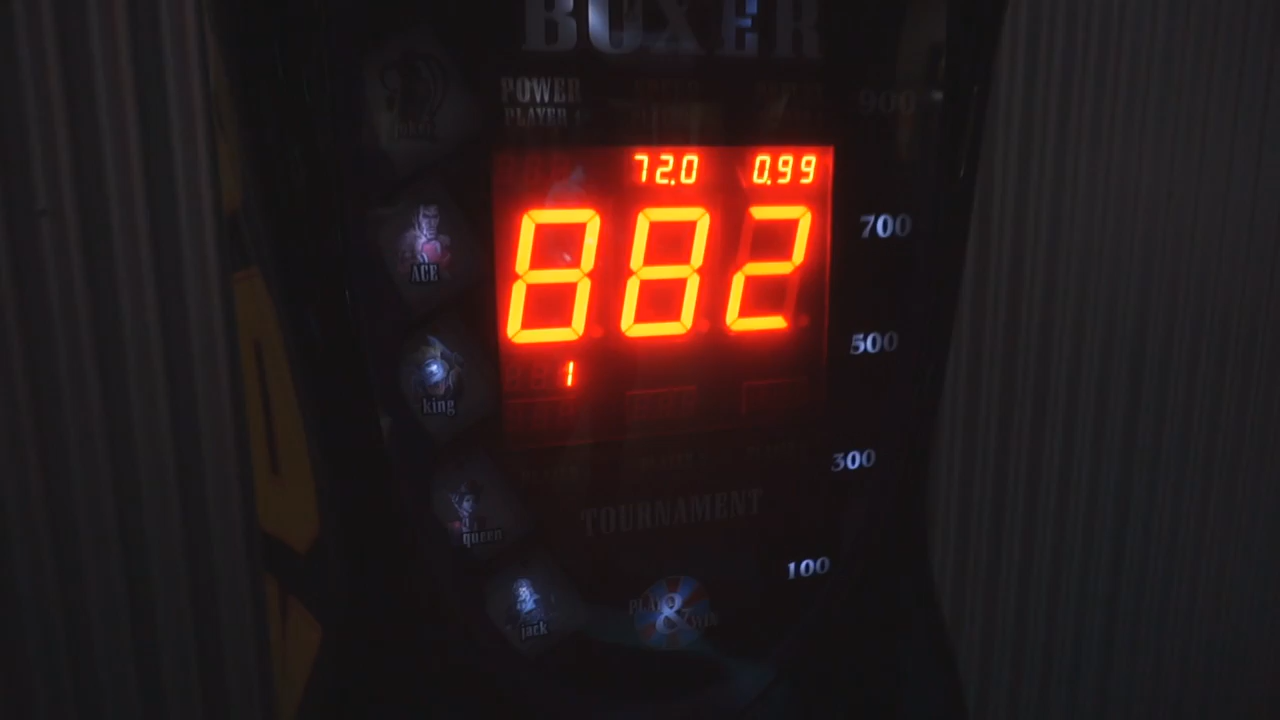 BOXER
POWER
PLAYER 1
900
joker
72.0 0.99
882
700
ACE
500
1
king
300
TOURNAMENT
queen
100
PLAY & WIN
jack